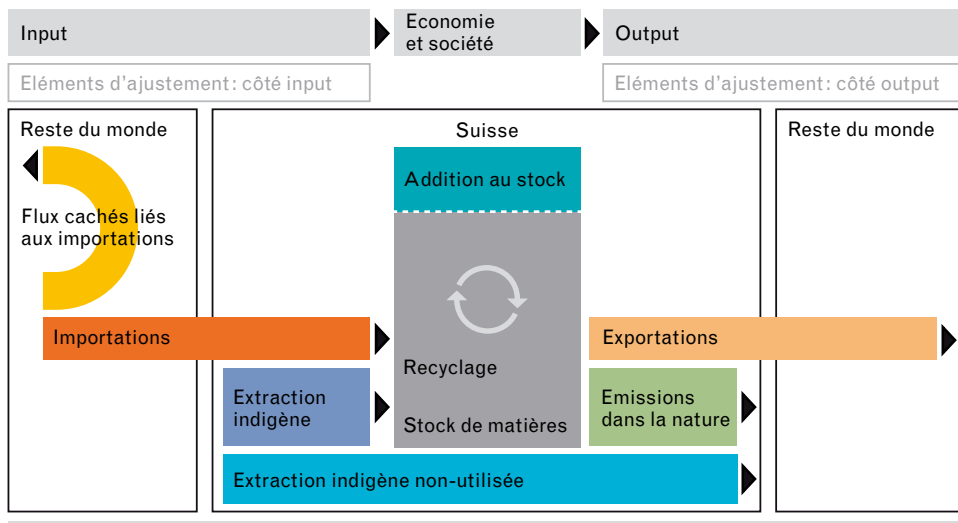 Input
Economie
et société
Output
Eléments d'ajustement: côté input
Eléments d'ajustement: côté output
Reste du monde
Suisse
Reste du monde
Addition au stock
Flux cachés liés
aux importations
Importations
Exportations
Recyclage
Extraction
indigène
Stock de matières
Emissions
dans la nature
Extraction indigène non-utilisée